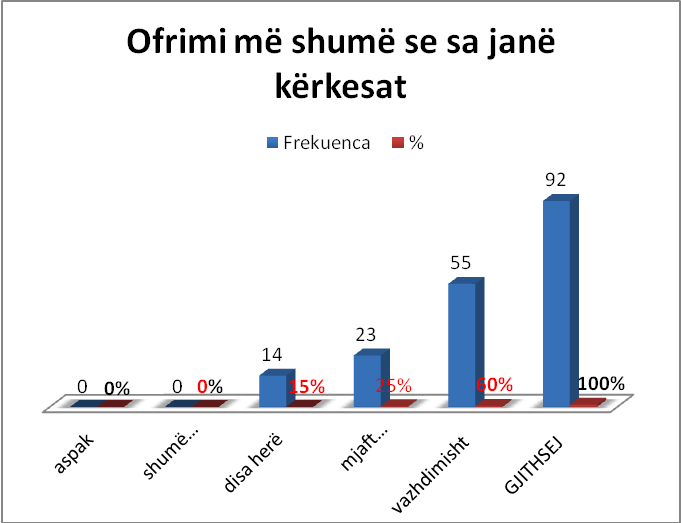 Ofrimi më shumë se sa janë
kërkesat
Frekuenca %
92
55
23
14
0 0% 0 0% 15% 25% 60% 100%
aspak
shumë...
disa herë
mjaft...
vazhdimisht
GJITHSEJ